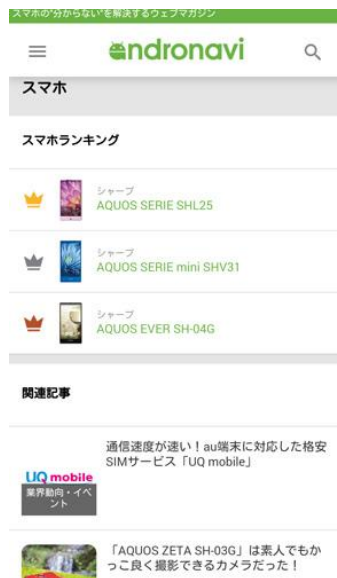 スマホの"分からない"を解決するウェブマガジン
andronavi
スマホ
スマホランキング
シャープ
AQUOS SERIE SHL25
シャープ
AQUOS SERIE mini SHV31
シャープ
AQUOS EVER SH-04G
関連記事
通信速度が速い！au端末に対応した格安
SIMサービス「UQ mobile」
UQ mobile
業界動向・イベ
ント
「AQUOS ZETA SH-03G」は素人でもか
っこ良く撮影できるカメラだった！